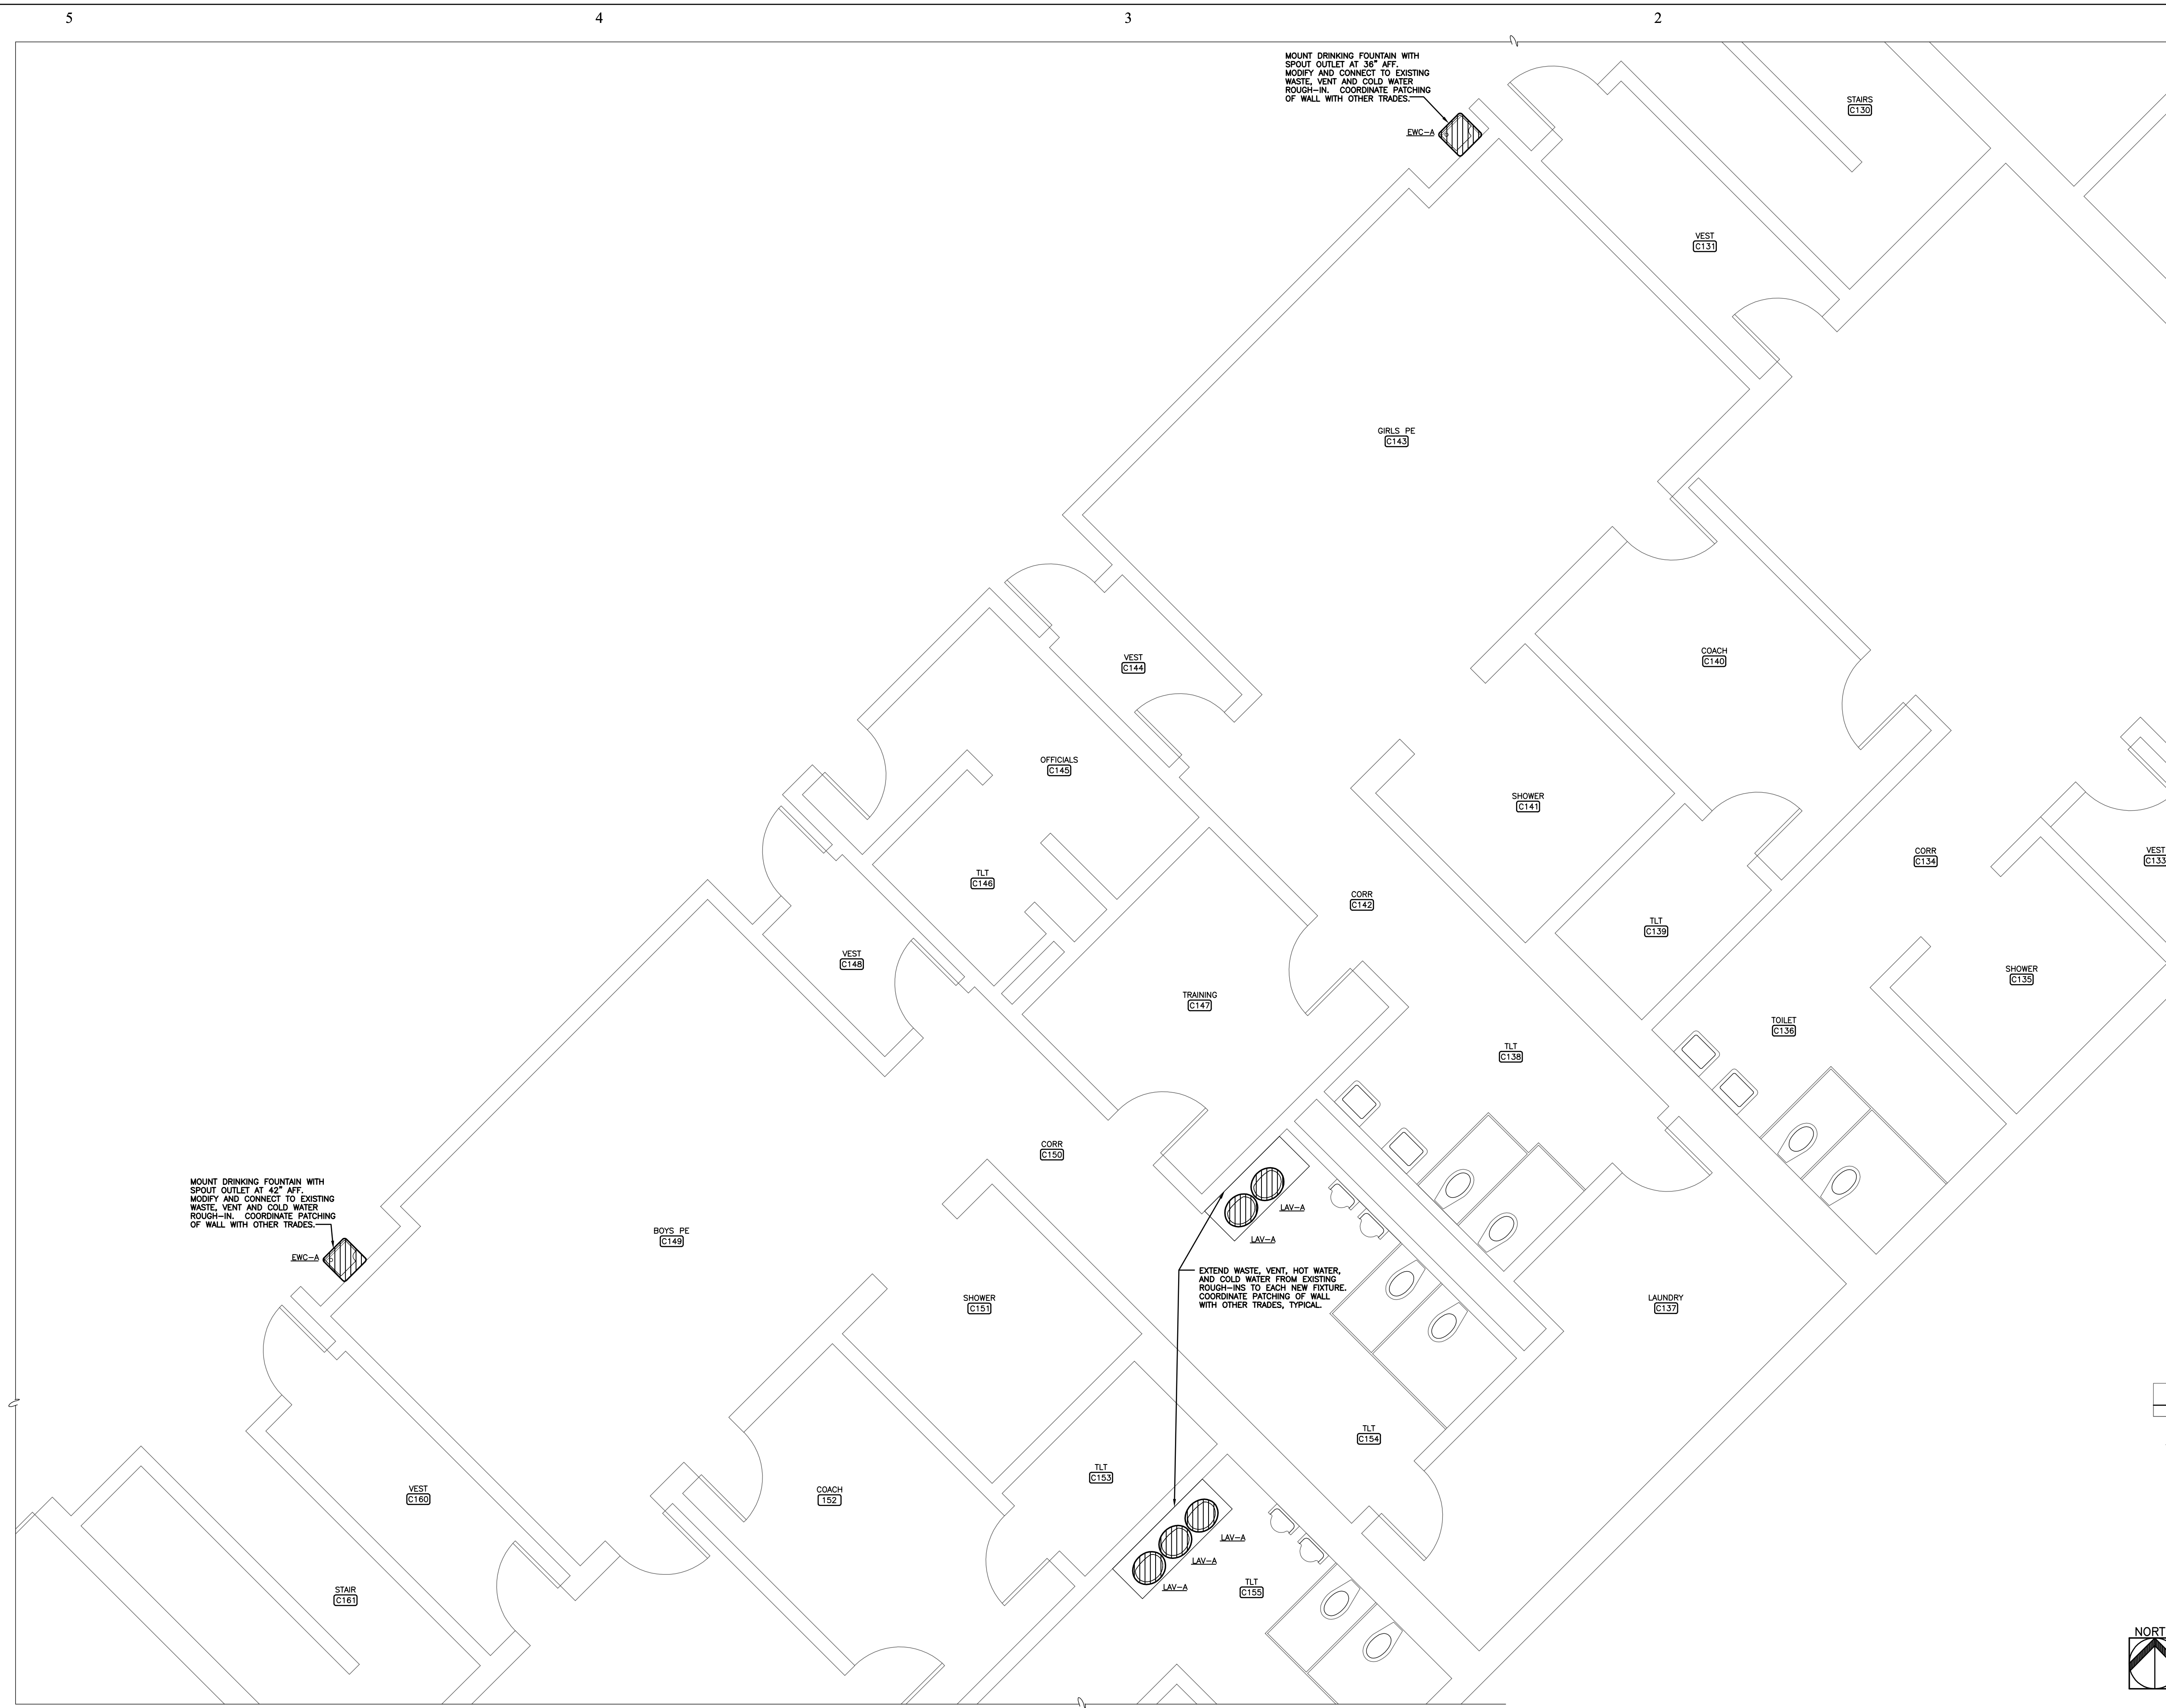 5
4
3
2
MOUNT DRINKING FOUNTAIN WITH
SPOUT OUTLET AT 36" AFF.
MODIFY AND CONNECT TO EXISTING
WASTE, VENT AND COLD WATER
ROUGH-IN. COORDINATE PATCHING
OF WALL WITH OTHER TRADES.
EWC-A
STAIRS
C130
VEST
C131
GIRLS PE
C143
COACH
C140
VEST
C144
OFFICIALS
C145
SHOWER
C141
TLT
C146
CORR
C142
CORR
C134
VEST
C133
TLT
C139
VEST
C148
SHOWER
C135
TRAINING
C147
TOILET
C136
TLT
C138
CORR
C150
MOUNT DRINKING FOUNTAIN WITH
SPOUT OUTLET AT 42" AFF.
MODIFY AND CONNECT TO EXISTING
WASTE, VENT AND COLD WATER
ROUGH-IN. COORDINATE PATCHING
OF WALL WITH OTHER TRADES.
EWC-A
BOYS PE
C149
LAV-A
LAV-A
EXTEND WASTE, VENT, HOT WATER,
AND COLD WATER FROM EXISTING
ROUGH-INS TO EACH NEW FIXTURE.
COORDINATE PATCHING OF WALL
WITH OTHER TRADES, TYPICAL.
SHOWER
C151
LAUNDRY
C137
TLT
C154
TLT
C153
VEST
C160
COACH
152
LAV-A
LAV-A
LAV-A
TLT
C155
STAIR
C161
NORT